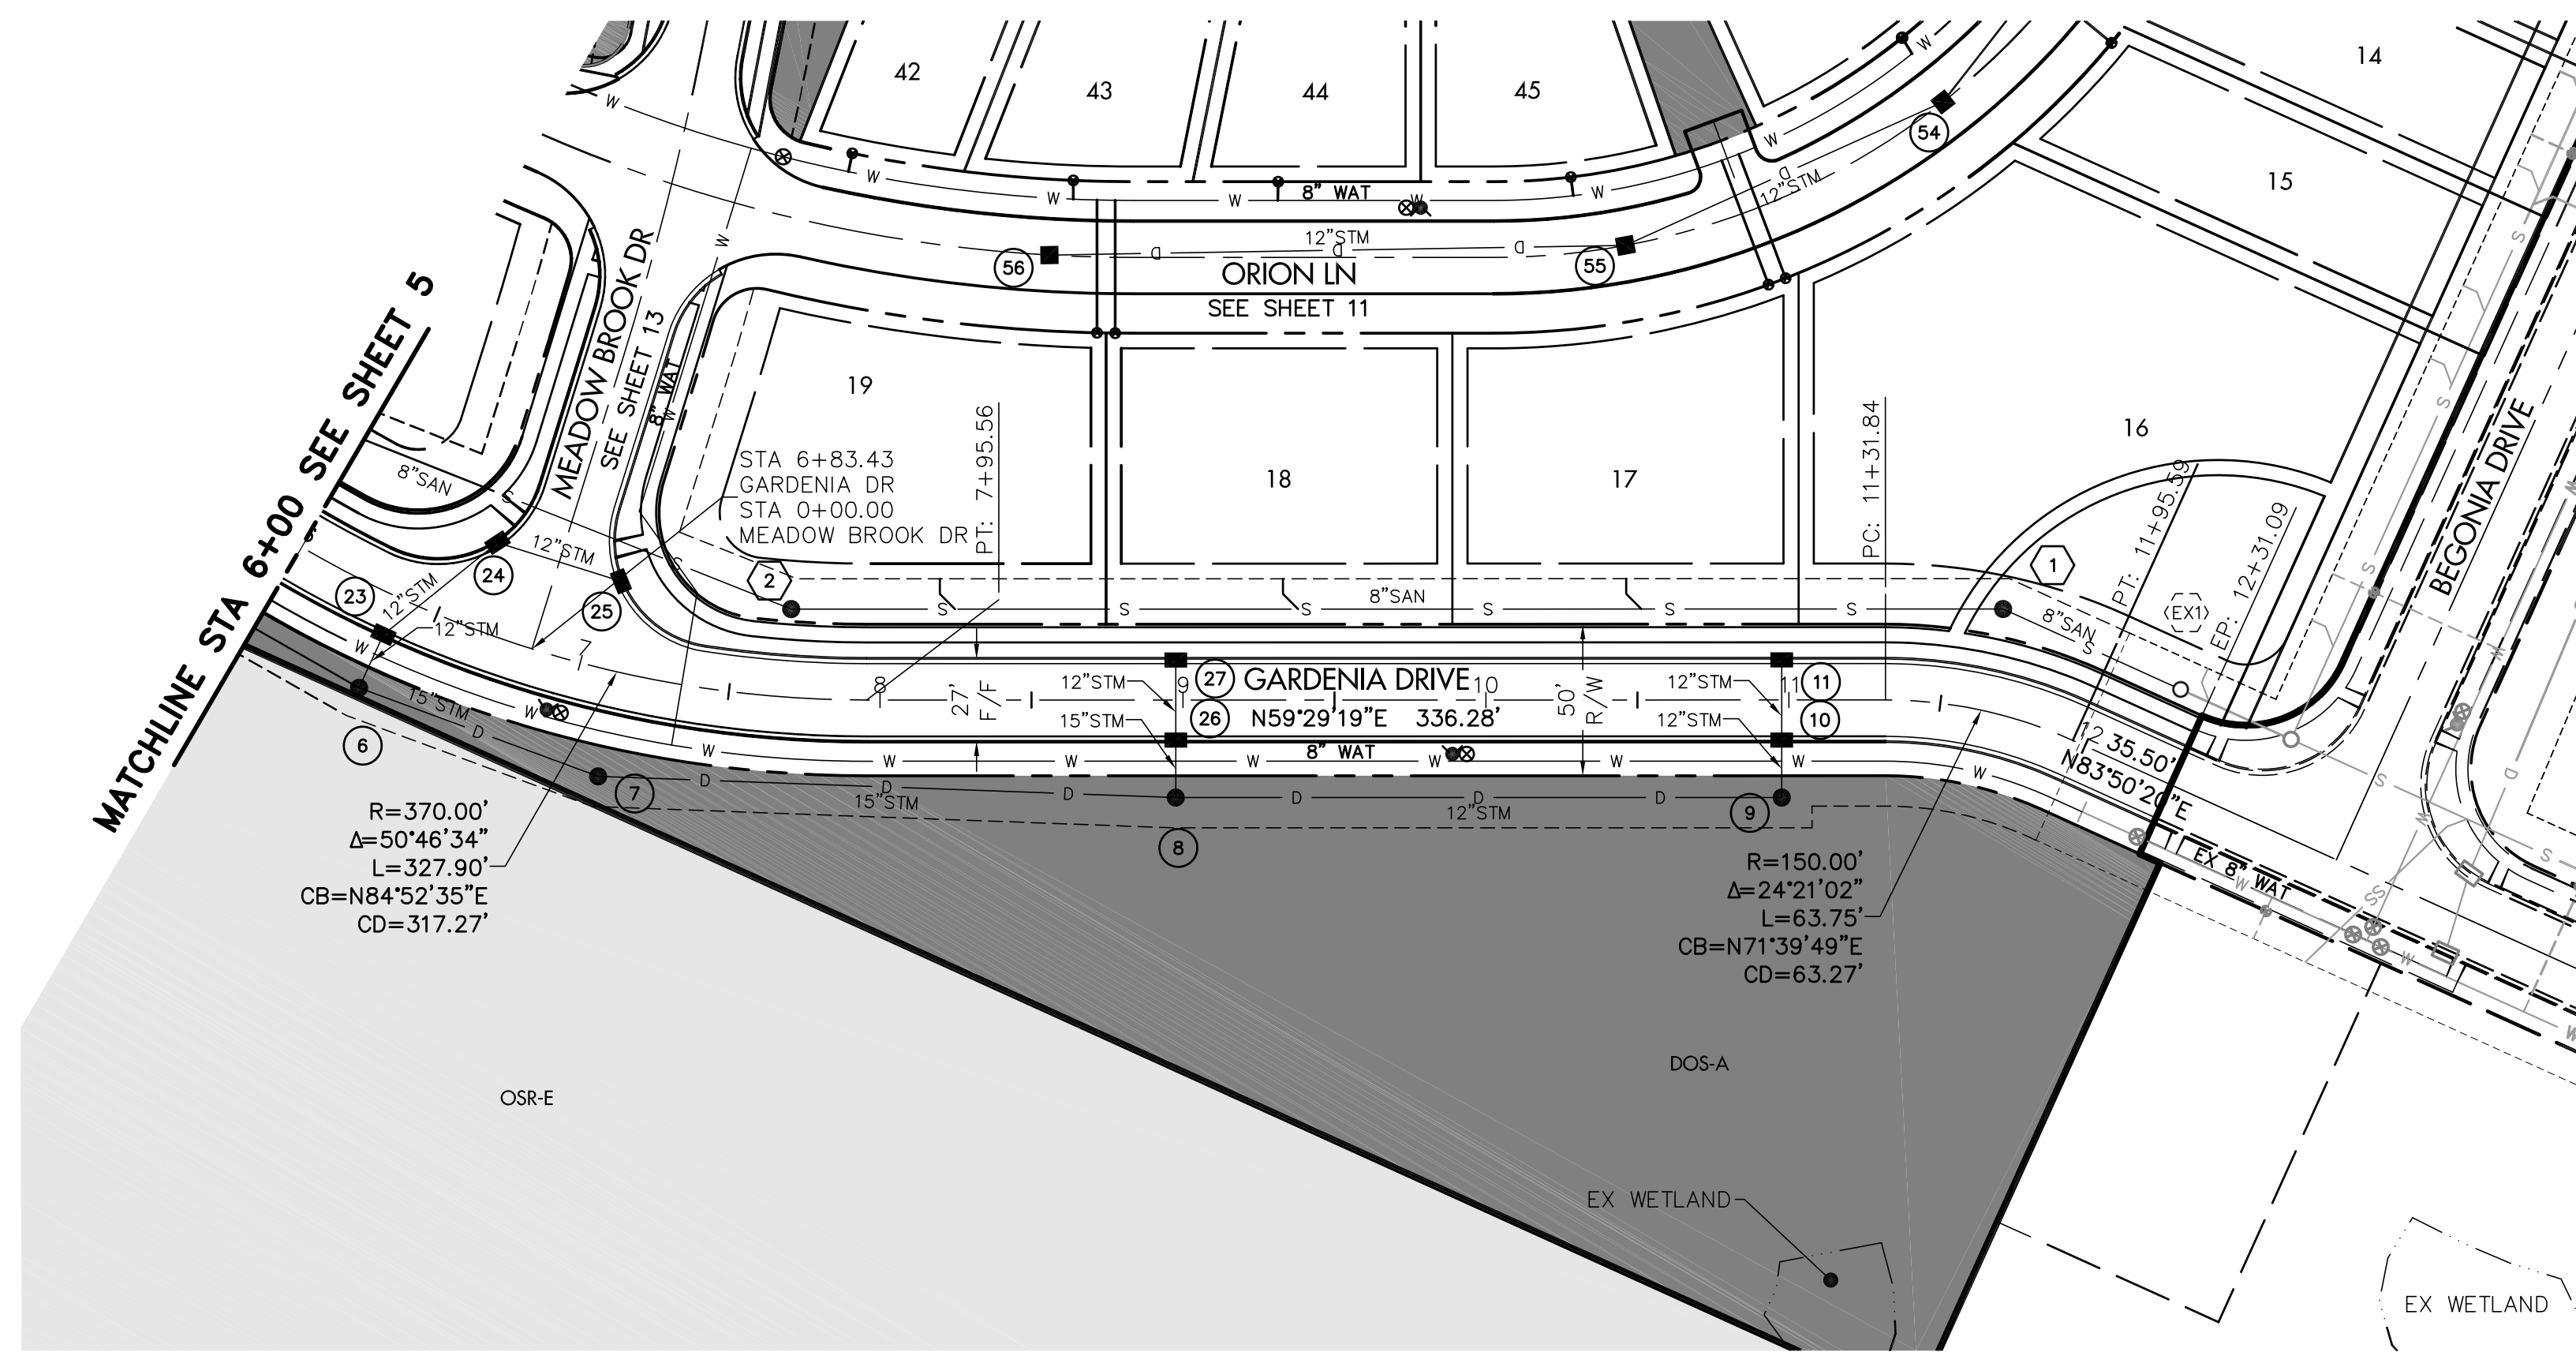 42
43
44
45
14
15
54
W
W
W
W
W
W
W
W
W
8" WAT
12"STM
D
12"STM
D
D
D
56
55
ORION LN
SEE SHEET 11
MEADOW BROOK DR
SEE SHEET 13
8" WAT
W
W
MATCHLINE STA 6+00 SEE SHEET 5
19
18
17
16
STA 6+83.43
GARDENIA DR
STA 0+00.00
MEADOW BROOK DR
PT: 7+95.56
PC: 11+31.84
PT: 11+95.59
EP: 12+31.09
BEGONIA DRIVE
8"SAN
S
S
S
12"STM
24
25
23
12"STM
12"STM
2
1
EX1
8"SAN
S
S
S
S
S
S
8"SAN
S
7
8
9
10
11
12
27'
F/F
50'
R/W
12"STM
27
GARDENIA DRIVE
12"STM
11
15"STM
26
N59°29'19"E 336.28'
12"STM
10
8" WAT
W
W
W
W
W
W
W
W
W
W
35.50'
N83°50'20"E
EX 8" WAT
15"STM
D
6
7
D
D
15"STM
D
D
D
12"STM
D
8
9
R=370.00'
Δ=50°46'34"
L=327.90'
CB=N84°52'35"E
CD=317.27'
R=150.00'
Δ=24°21'02"
L=63.75'
CB=N71°39'49"E
CD=63.27'
S
S
S
S
S
S
SS
D
W
W
W
W
OSR-E
DOS-A
EX WETLAND
EX WETLAND